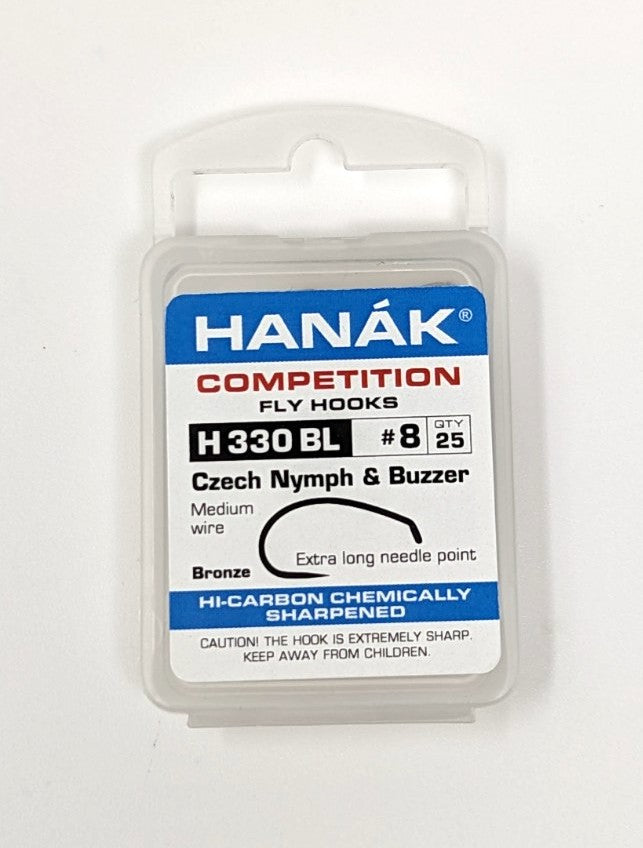 HANÁK®
COMPETITION
FLY HOOKS
H 330 BL #8 QTY 25
Czech Nymph & Buzzer
Medium
wire
Extra long needle point
Bronze
HI-CARBON CHEMICALLY
SHARPENED
CAUTION! THE HOOK IS EXTREMELY SHARP.
KEEP AWAY FROM CHILDREN.